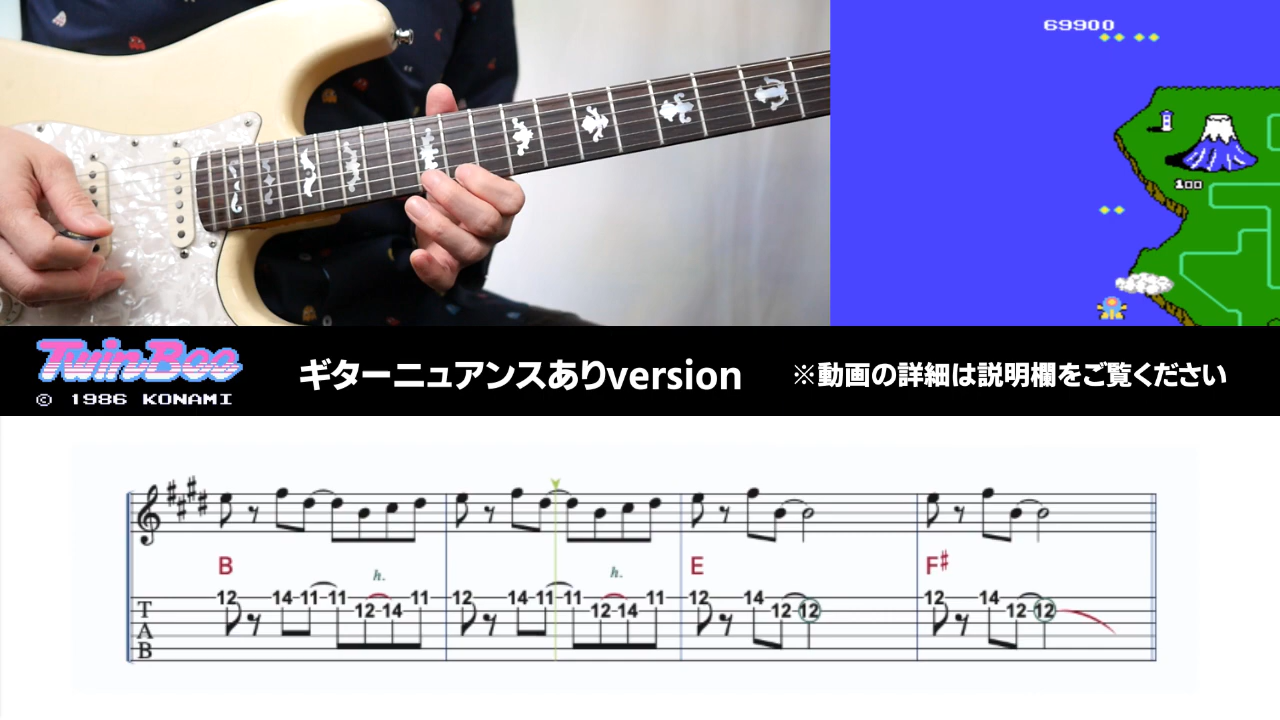 69900
100
TwinBee
© 1986 KONAMI
ギターニュアンスありversion
※動画の詳細は説明欄をご覧ください
B E F♯
h. h.
12 14 11 11 12 14 11 12 14 11 11 12 14 11 12 14 12 12 12 14 12 12
T
A
B